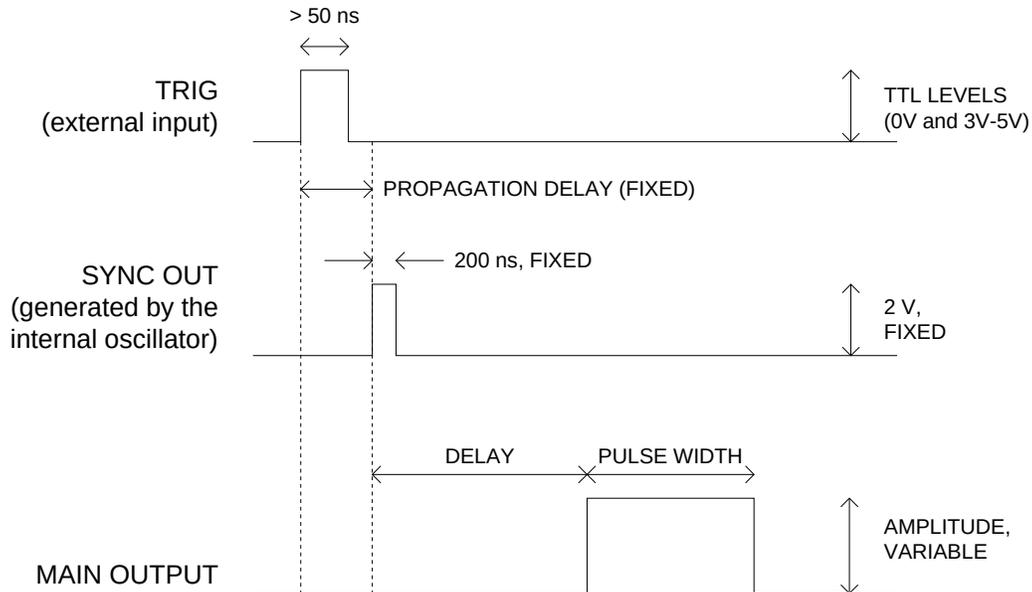 > 50 ns
TRIG
(external input)
TTL LEVELS
(0V and 3V-5V)
PROPAGATION DELAY (FIXED)
200 ns, FIXED
SYNC OUT
(generated by the
internal oscillator)
2 V,
FIXED
DELAY
PULSE WIDTH
AMPLITUDE,
VARIABLE
MAIN OUTPUT